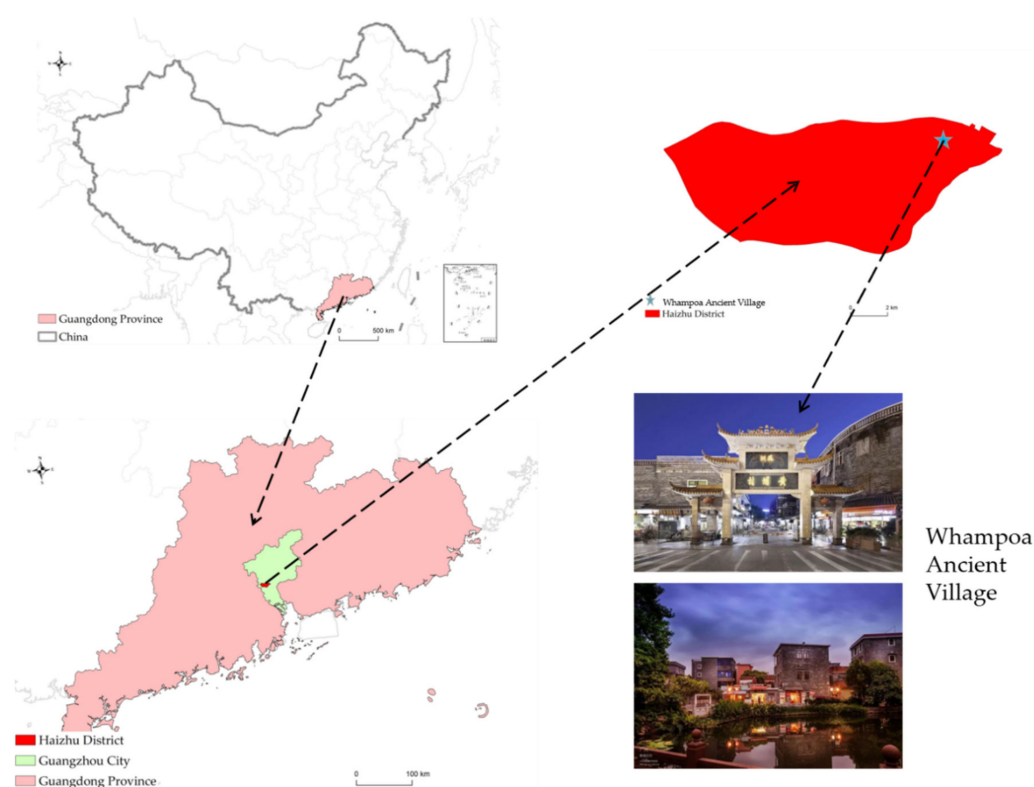 Guangdong Province
China
0 500 km
Whampoa Ancient Village
Haizhu District
0 2 km
Haizhu District
Guangzhou City
Guangdong Province
0 100 km
Whampoa
Ancient
Village